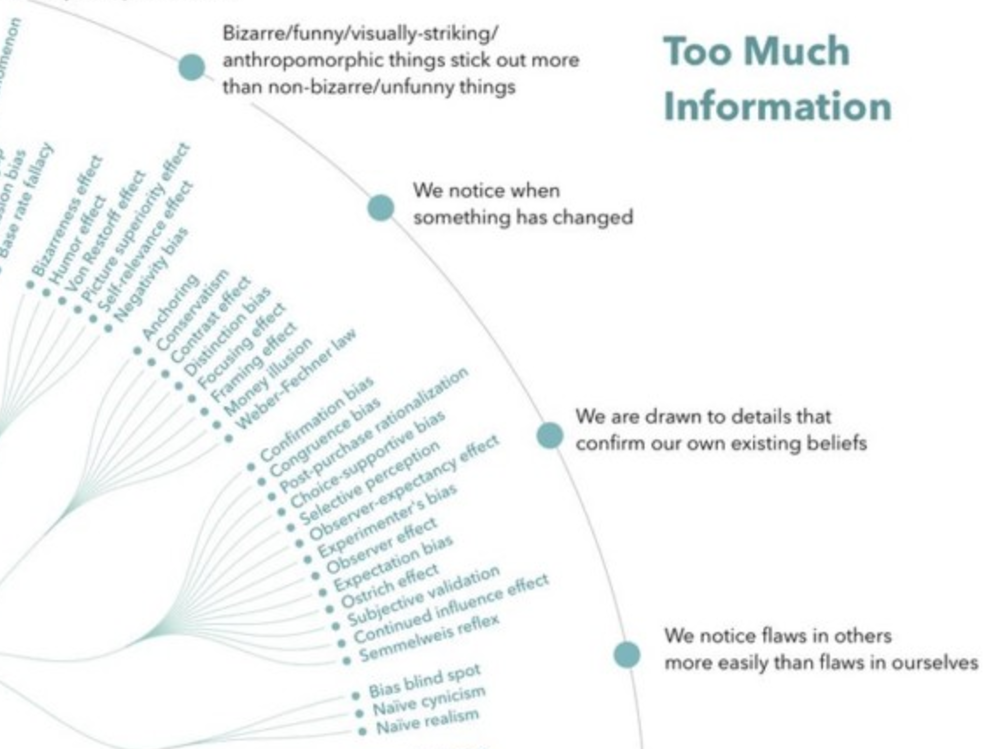 Too Much
Information
Bizarre/funny/visually-striking/
anthropomorphic things stick out more
than non-bizarre/unfunny things
We notice when
something has changed
We are drawn to details that
confirm our own existing beliefs
We notice flaws in others
more easily than flaws in ourselves
Base rate fallacy
Bizarreness effect
Humor effect
Von Restorff effect
Picture superiority effect
Self-relevance effect
Negativity bias
Anchoring
Conservatism
Contrast effect
Distinction bias
Focusing effect
Framing effect
Money illusion
Weber-Fechner law
Confirmation bias
Congruence bias
Post-purchase rationalization
Choice-supportive bias
Selective perception
Observer-expectancy effect
Experimenter's bias
Observer effect
Expectation bias
Ostrich effect
Subjective validation
Continued influence effect
Semmelweis reflex
Bias blind spot
Naïve cynicism
Naïve realism